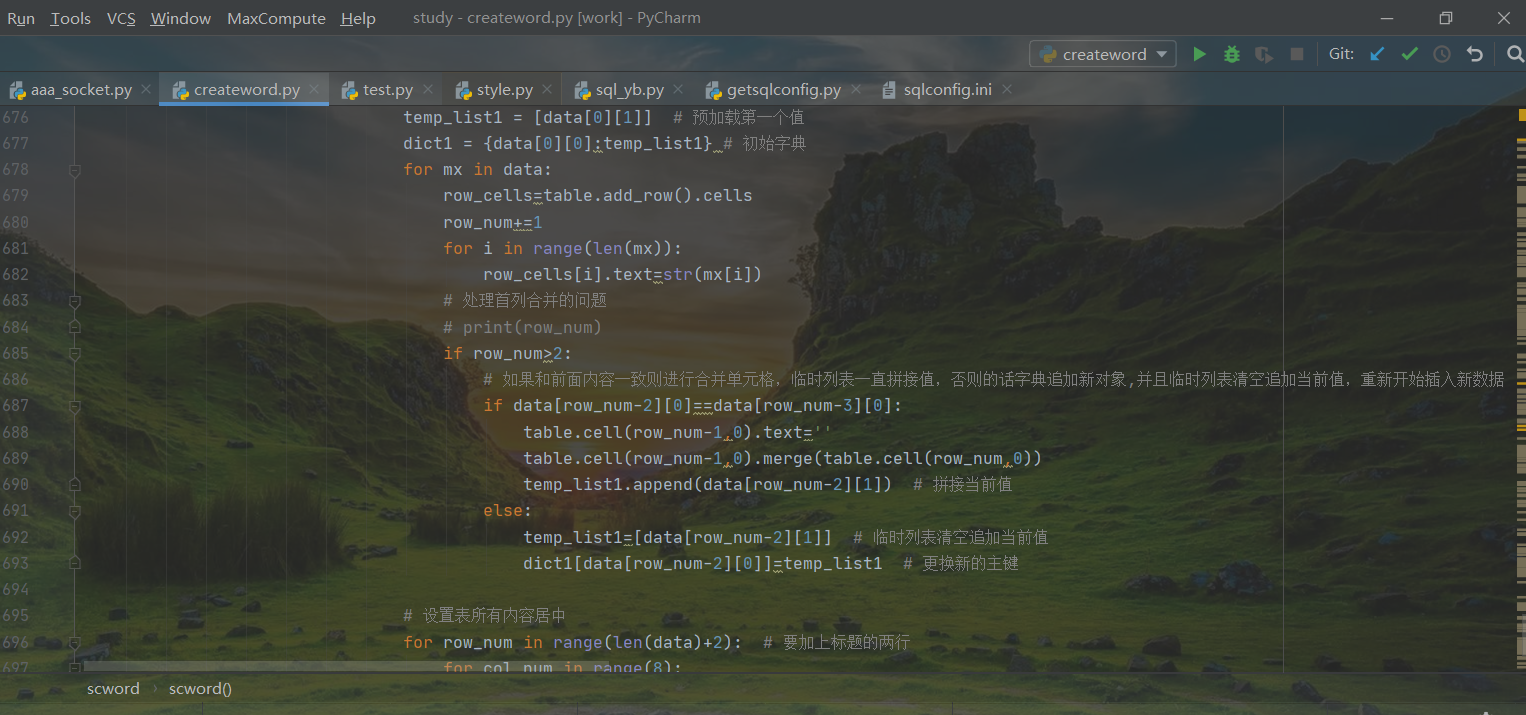 Run Tools VCS Window MaxCompute Help study - createword.py [work] - PyCharm
createword Git:
aaa_socket.py createword.py test.py style.py sql_yb.py getsqlconfig.py sqlconfig.ini
676 temp_list1 = [data[0][1]] # 预加载第一个值
677 dict1 = {data[0][0]:temp_list1} # 初始字典
678 for mx in data:
679 row_cells=table.add_row().cells
680 row_num+=1
681 for i in range(len(mx)):
682 row_cells[i].text=str(mx[i])
683 # 处理首列合并的问题
684 # print(row_num)
685 if row_num>2:
686 # 如果和前面内容一致则进行合并单元格，临时列表一直拼接值，否则的话字典追加新对象,并且临时列表清空追加当前值，重新开始插入新数据
687 if data[row_num-2][0]==data[row_num-3][0]:
688 table.cell(row_num-1,0).text=''
689 table.cell(row_num-1,0).merge(table.cell(row_num,0))
690 temp_list1.append(data[row_num-2][1]) # 拼接当前值
691 else:
692 temp_list1=[data[row_num-2][1]] # 临时列表清空追加当前值
693 dict1[data[row_num-2][0]]=temp_list1 # 更换新的主键
694
695 # 设置表所有内容居中
696 for row_num in range(len(data)+2): # 要加上标题的两行
697 for col_num in range(8):
scword scword()